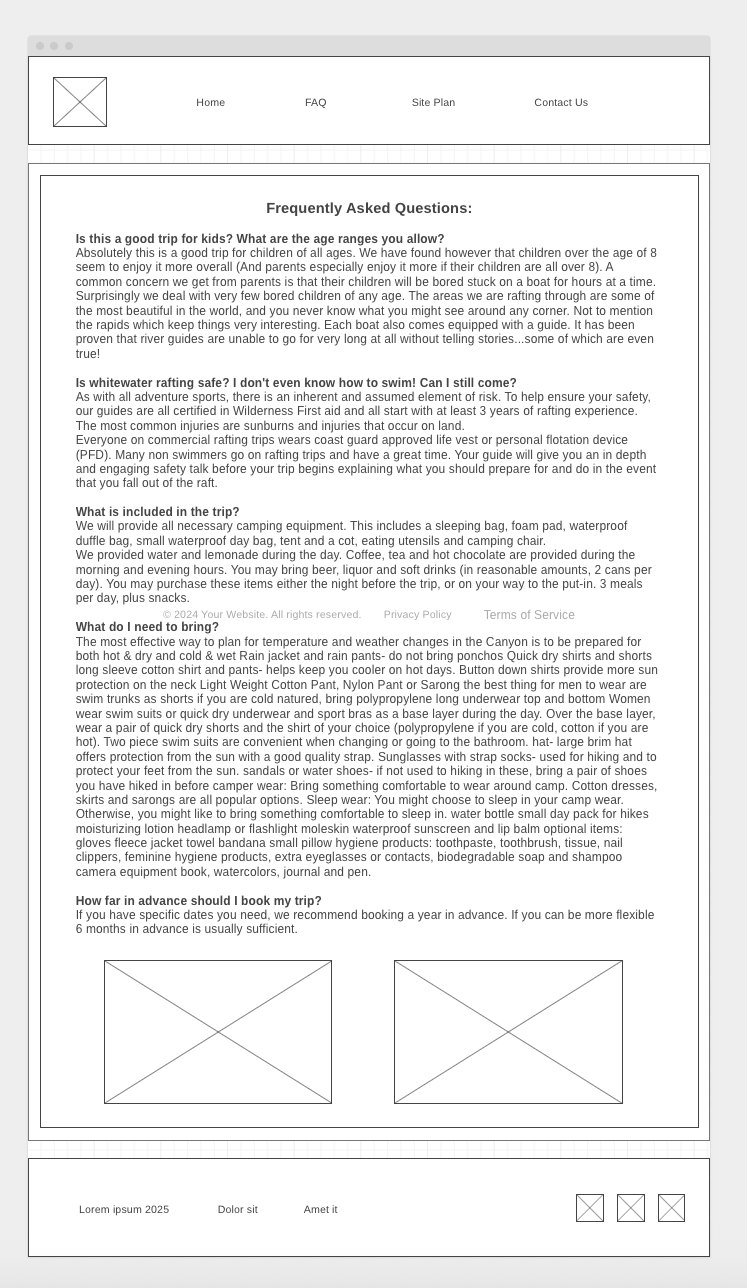 Home FAQ Site Plan Contact Us
Frequently Asked Questions:
Is this a good trip for kids? What are the age ranges you allow?
Absolutely this is a good trip for children of all ages. We have found however that children over the age of 8
seem to enjoy it more overall (And parents especially enjoy it more if their children are all over 8). A
common concern we get from parents is that their children will be bored stuck on a boat for hours at a time.
Surprisingly we deal with very few bored children of any age. The areas we are rafting through are some of
the most beautiful in the world, and you never know what you might see around any corner. Not to mention
the rapids which keep things very interesting. Each boat also comes equipped with a guide. It has been
proven that river guides are unable to go for very long at all without telling stories...some of which are even
true!
Is whitewater rafting safe? I don't even know how to swim! Can I still come?
As with all adventure sports, there is an inherent and assumed element of risk. To help ensure your safety,
our guides are all certified in Wilderness First aid and all start with at least 3 years of rafting experience.
The most common injuries are sunburns and injuries that occur on land.
Everyone on commercial rafting trips wears coast guard approved life vest or personal flotation device
(PFD). Many non swimmers go on rafting trips and have a great time. Your guide will give you an in depth
and engaging safety talk before your trip begins explaining what you should prepare for and do in the event
that you fall out of the raft.
What is included in the trip?
We will provide all necessary camping equipment. This includes a sleeping bag, foam pad, waterproof
duffle bag, small waterproof day bag, tent and a cot, eating utensils and camping chair.
We provided water and lemonade during the day. Coffee, tea and hot chocolate are provided during the
morning and evening hours. You may bring beer, liquor and soft drinks (in reasonable amounts, 2 cans per
day). You may purchase these items either the night before the trip, or on your way to the put-in. 3 meals
per day, plus snacks.
© 2024 Your Website. All rights reserved. Privacy Policy Terms of Service
What do I need to bring?
The most effective way to plan for temperature and weather changes in the Canyon is to be prepared for
both hot & dry and cold & wet Rain jacket and rain pants- do not bring ponchos Quick dry shirts and shorts
long sleeve cotton shirt and pants- helps keep you cooler on hot days. Button down shirts provide more sun
protection on the neck Light Weight Cotton Pant, Nylon Pant or Sarong the best thing for men to wear are
swim trunks as shorts if you are cold natured, bring polypropylene long underwear top and bottom Women
wear swim suits or quick dry underwear and sport bras as a base layer during the day. Over the base layer,
wear a pair of quick dry shorts and the shirt of your choice (polypropylene if you are cold, cotton if you are
hot). Two piece swim suits are convenient when changing or going to the bathroom. hat- large brim hat
offers protection from the sun with a good quality strap. Sunglasses with strap socks- used for hiking and to
protect your feet from the sun. sandals or water shoes- if not used to hiking in these, bring a pair of shoes
you have hiked in before camper wear: Bring something comfortable to wear around camp. Cotton dresses,
skirts and sarongs are all popular options. Sleep wear: You might choose to sleep in your camp wear.
Otherwise, you might like to bring something comfortable to sleep in. water bottle small day pack for hikes
moisturizing lotion headlamp or flashlight moleskin waterproof sunscreen and lip balm optional items:
gloves fleece jacket towel bandana small pillow hygiene products: toothpaste, toothbrush, tissue, nail
clippers, feminine hygiene products, extra eyeglasses or contacts, biodegradable soap and shampoo
camera equipment book, watercolors, journal and pen.
How far in advance should I book my trip?
If you have specific dates you need, we recommend booking a year in advance. If you can be more flexible
6 months in advance is usually sufficient.
Lorem ipsum 2025 Dolor sit Amet it